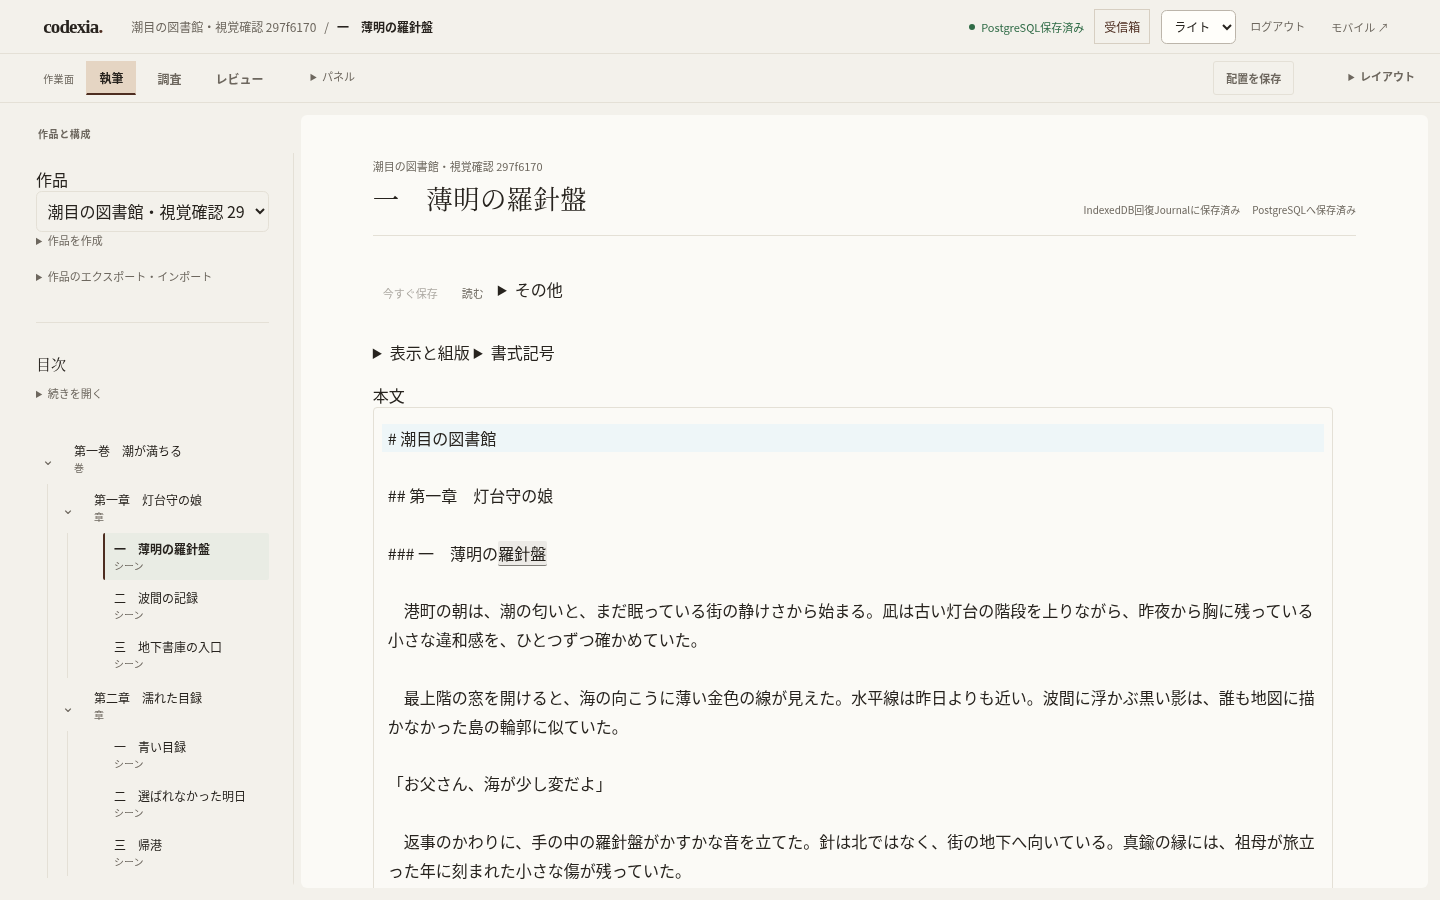 codexia.
潮目の図書館・視覚確認 297f6170 / 一　薄明の羅針盤
PostgreSQL保存済み
受信箱
ライト
ログアウト
モバイル ↗
作業面
執筆
調査
レビュー
▶ パネル
配置を保存
▶ レイアウト
作品と構成
作品
潮目の図書館・視覚確認 29
▶ 作品を作成
▶ 作品のエクスポート・インポート
目次
▶ 続きを開く
第一巻　潮が満ちる
巻
第一章　灯台守の娘
章
一　薄明の羅針盤
シーン
二　波間の記録
シーン
三　地下書庫の入口
シーン
第二章　濡れた目録
章
一　青い目録
シーン
二　選ばれなかった明日
シーン
三　帰港
シーン
潮目の図書館・視覚確認 297f6170
一　薄明の羅針盤
IndexedDB回復Journalに保存済み
PostgreSQLへ保存済み
今すぐ保存
読む
▶ その他
▶ 表示と組版
▶ 書式記号
本文
# 潮目の図書館
## 第一章　灯台守の娘
### 一　薄明の羅針盤
　港町の朝は、潮の匂いと、まだ眠っている街の静けさから始まる。凪は古い灯台の階段を上りながら、昨夜から胸に残っている
小さな違和感を、ひとつずつ確かめていた。
　最上階の窓を開けると、海の向こうに薄い金色の線が見えた。水平線は昨日よりも近い。波間に浮かぶ黒い影は、誰も地図に描
かなかった島の輪郭に似ていた。
「お父さん、海が少し変だよ」
　返事のかわりに、手の中の羅針盤がかすかな音を立てた。針は北ではなく、街の地下へ向いている。真鍮の縁には、祖母が旅立
った年に刻まれた小さな傷が残っていた。